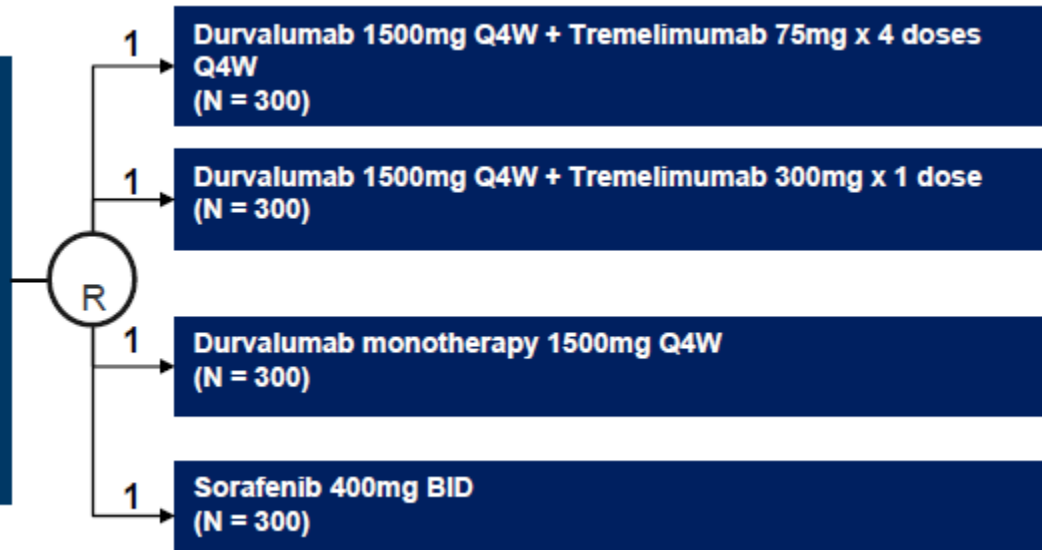 1
Durvalumab 1500mg Q4W + Tremelimumab 75mg x 4 doses
Q4W
(N = 300)
1
Durvalumab 1500mg Q4W + Tremelimumab 300mg x 1 dose
(N = 300)
R
1
Durvalumab monotherapy 1500mg Q4W
(N = 300)
1
Sorafenib 400mg BID
(N = 300)